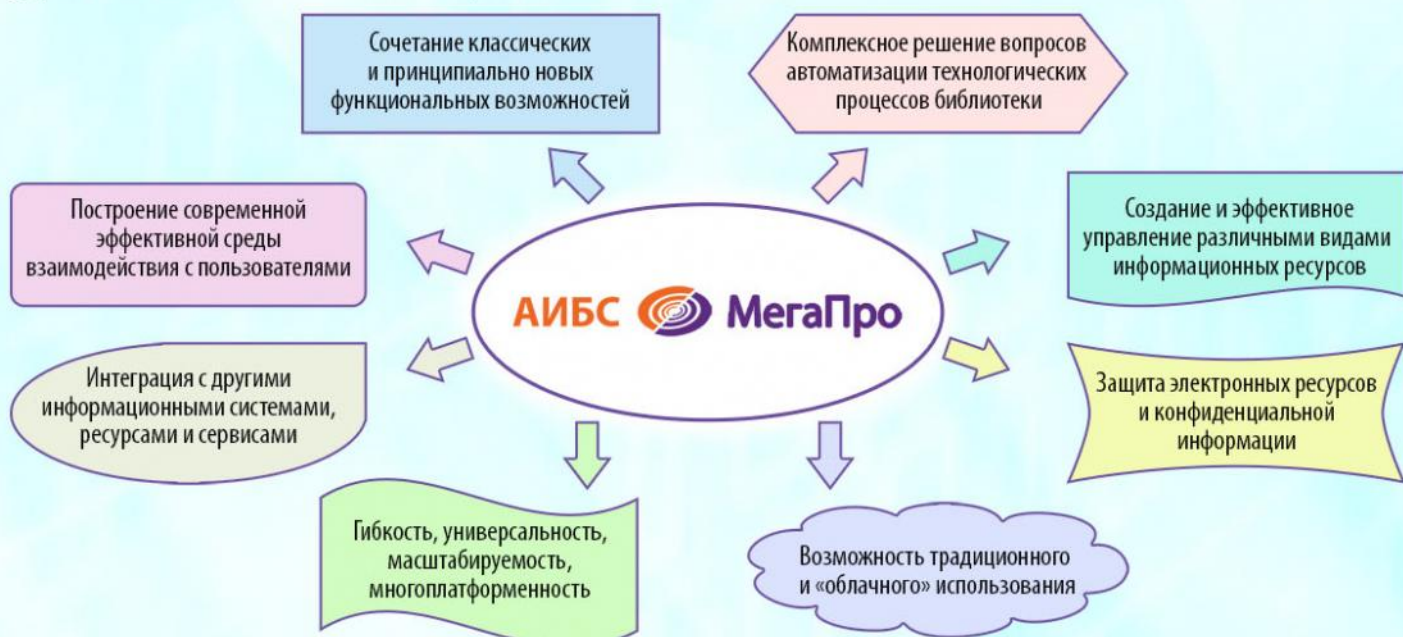 Сочетание классических
и принципиально новых
функциональных возможностей
Комплексное решение вопросов
автоматизации технологических
процессов библиотеки
Построение современной
эффективной среды
взаимодействия с пользователями
Создание и эффективное
управление различными видами
информационных ресурсов
АИБС МегаПро
Интеграция с другими
информационными системами,
ресурсами и сервисами
Защита электронных ресурсов
и конфиденциальной
информации
Гибкость, универсальность,
масштабируемость,
многоплатформенность
Возможность традиционного
и «облачного» использования